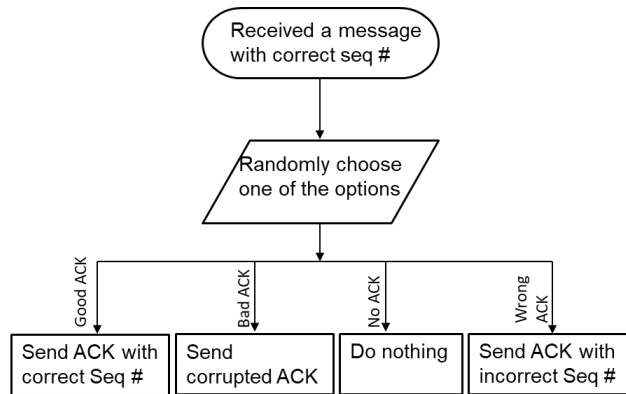 Received a message
with correct seq #
Randomly choose
one of the options
Good ACK
Bad ACK
No ACK
Wrong
ACK
Send ACK with
correct Seq #
Send
corrupted ACK
Do nothing
Send ACK with
incorrect Seq #